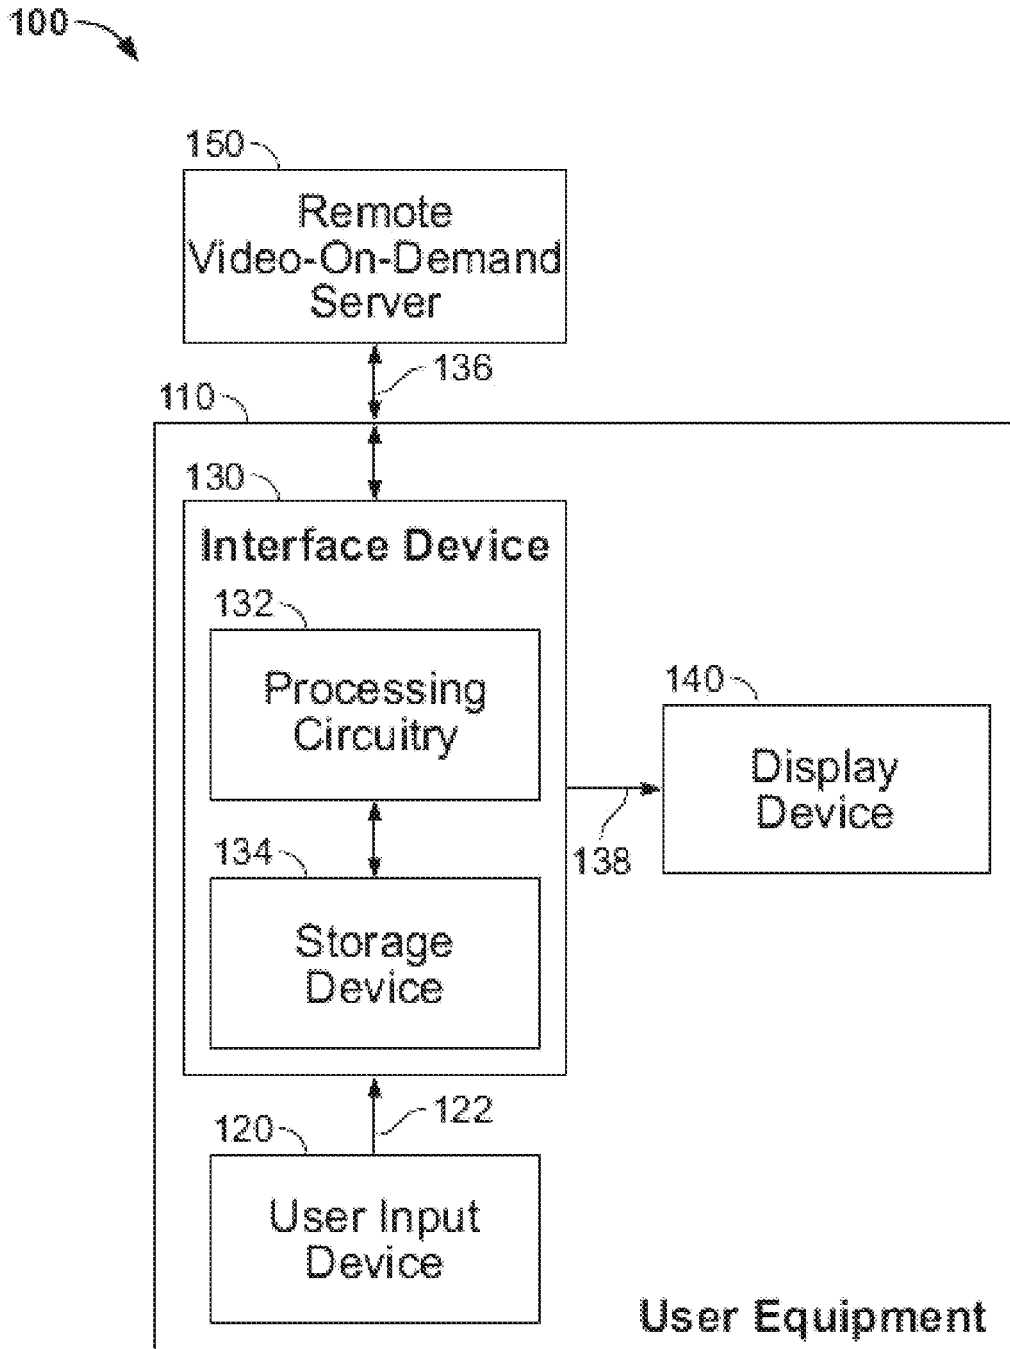 100
150
Remote
Video-On-Demand
Server
136
110
130
Interface Device
132
Processing
Circuitry
140
Display
Device
138
134
Storage
Device
122
120
User Input
Device
User Equipment